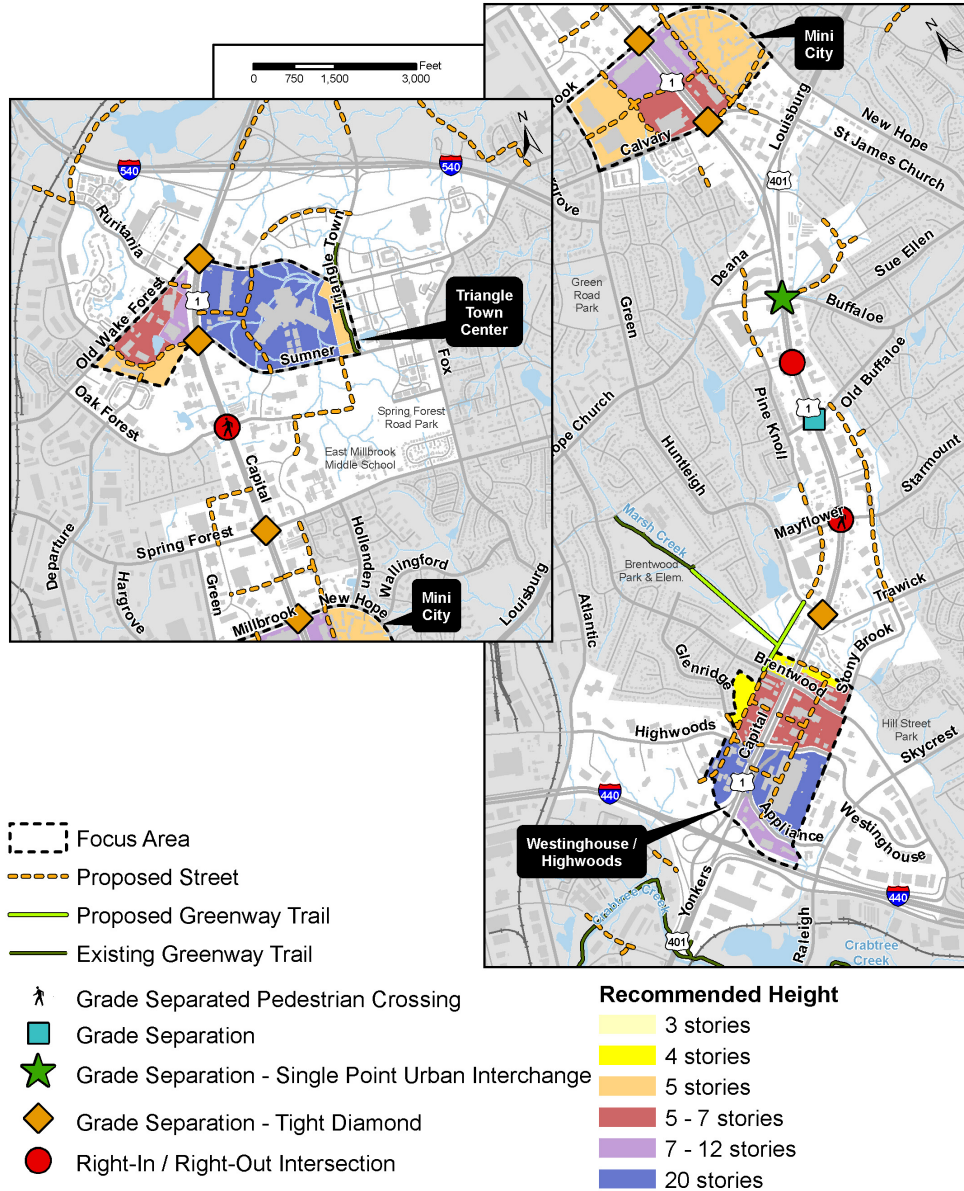 Feet
0 750 1,500 3,000
N
540
540
Ruritania
Triangle Town
Old Wake Forest
1
Triangle
Town
Center
Sumner
Fox
Oak Forest
Spring Forest
Road Park
East Millbrook
Middle School
Capital
Departure
Spring Forest
Hargrove
Green
Hollenden
Wallingford
Louisburg
Millbrook
New Hope
Mini
City
N
Mini
City
1
Louisburg
New Hope
St James Church
Calvary
401
Deana
Sue Ellen
Green
Road
Park
Green
Buffaloe
Old Buffaloe
1
Pine Knoll
ope Church
Huntleigh
Starmount
Mayflower
Marsh Creek
Brentwood
Park & Elem.
Trawick
Atlantic
Glenridge
Brentwood
Stony Brook
Hill Street
Park
Highwoods
Capital
Skycrest
1
440
Appliance
Westinghouse
Westinghouse /
Highwoods
Yonkers
440
Crabtree Creek
401
Raleigh
Crabtree
Creek
Focus Area
Proposed Street
Proposed Greenway Trail
Existing Greenway Trail
Grade Separated Pedestrian Crossing
Grade Separation
Grade Separation - Single Point Urban Interchange
Grade Separation - Tight Diamond
Right-In / Right-Out Intersection
Recommended Height
3 stories
4 stories
5 stories
5 - 7 stories
7 - 12 stories
20 stories